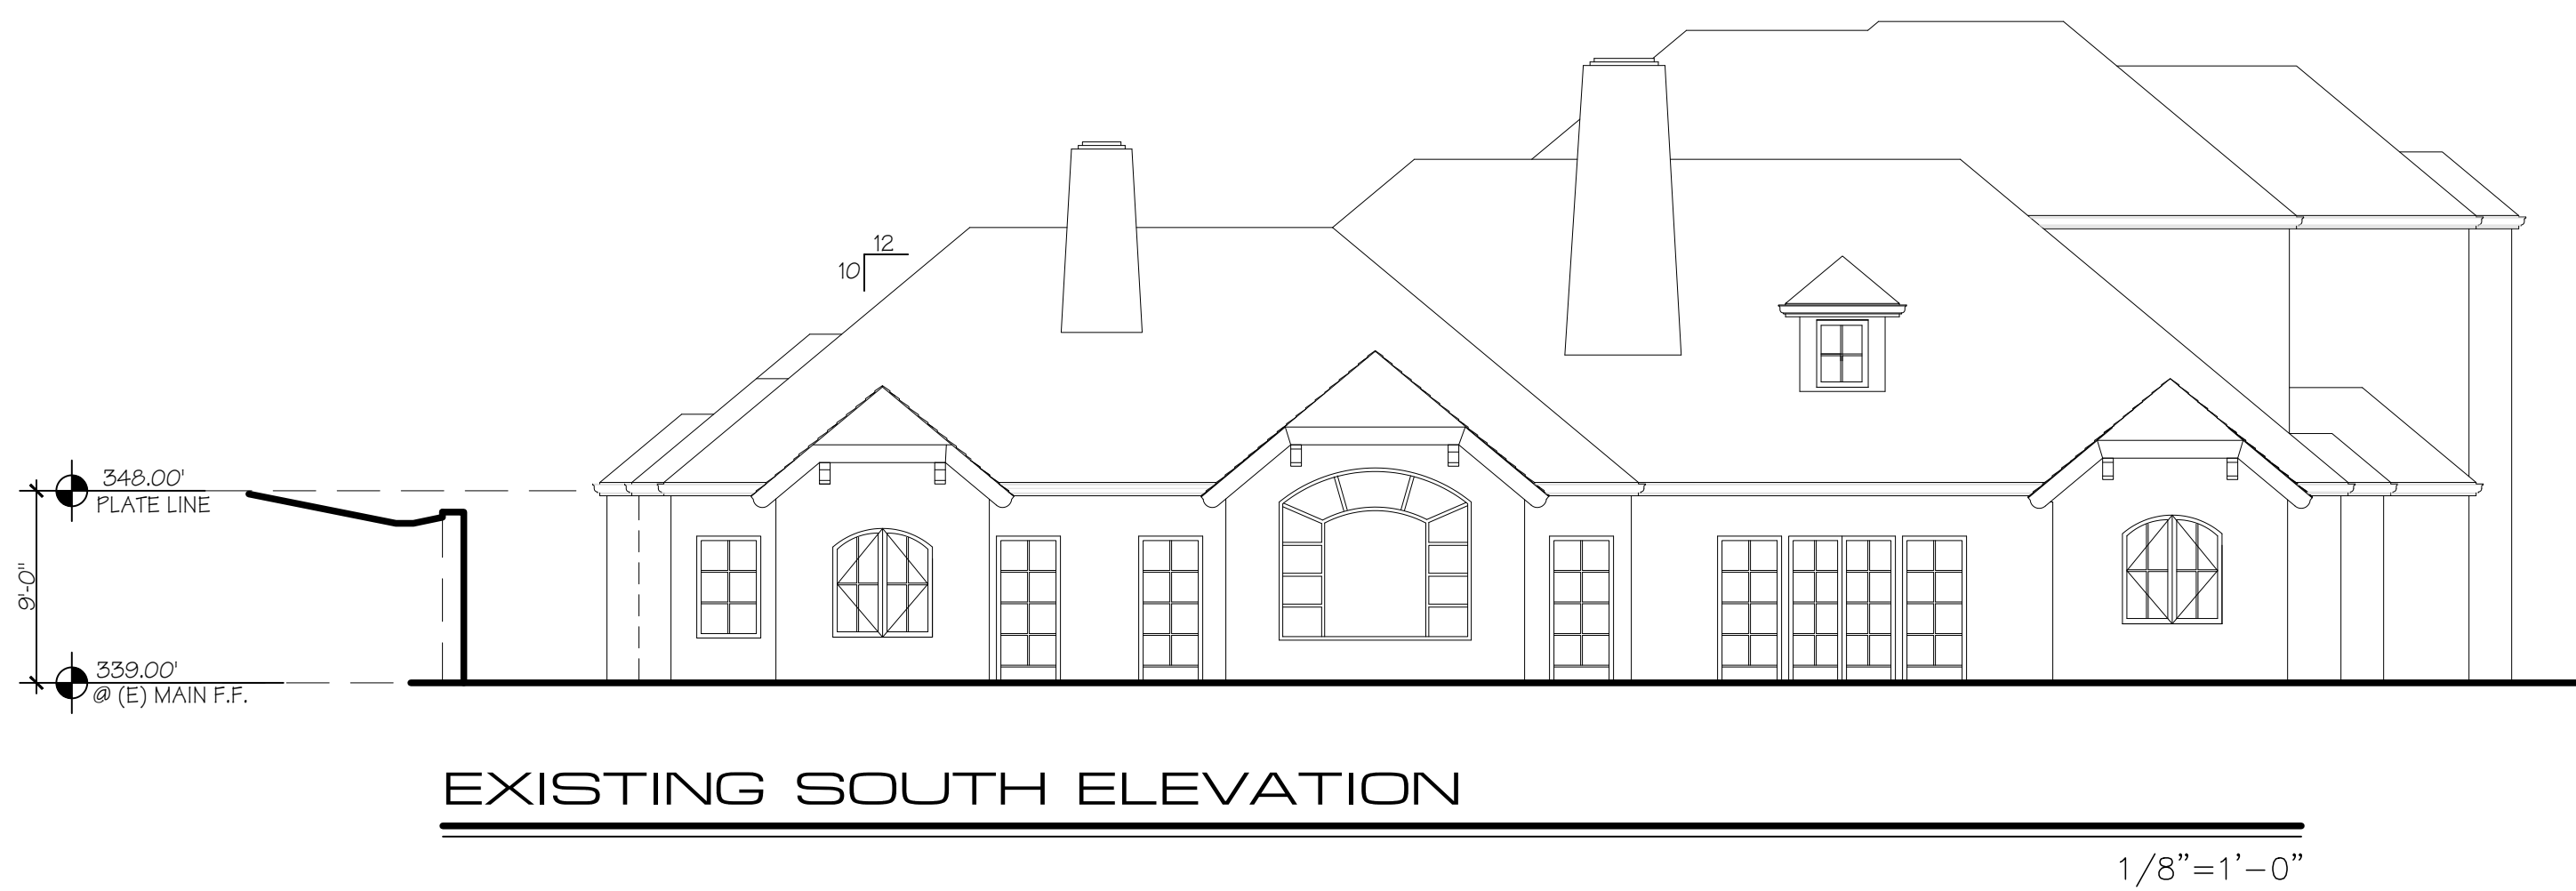 12
10
348.00'
PLATE LINE
9'-0"
339.00'
@ (E) MAIN F.F.
EXISTING SOUTH ELEVATION
1/8"=1'-0"